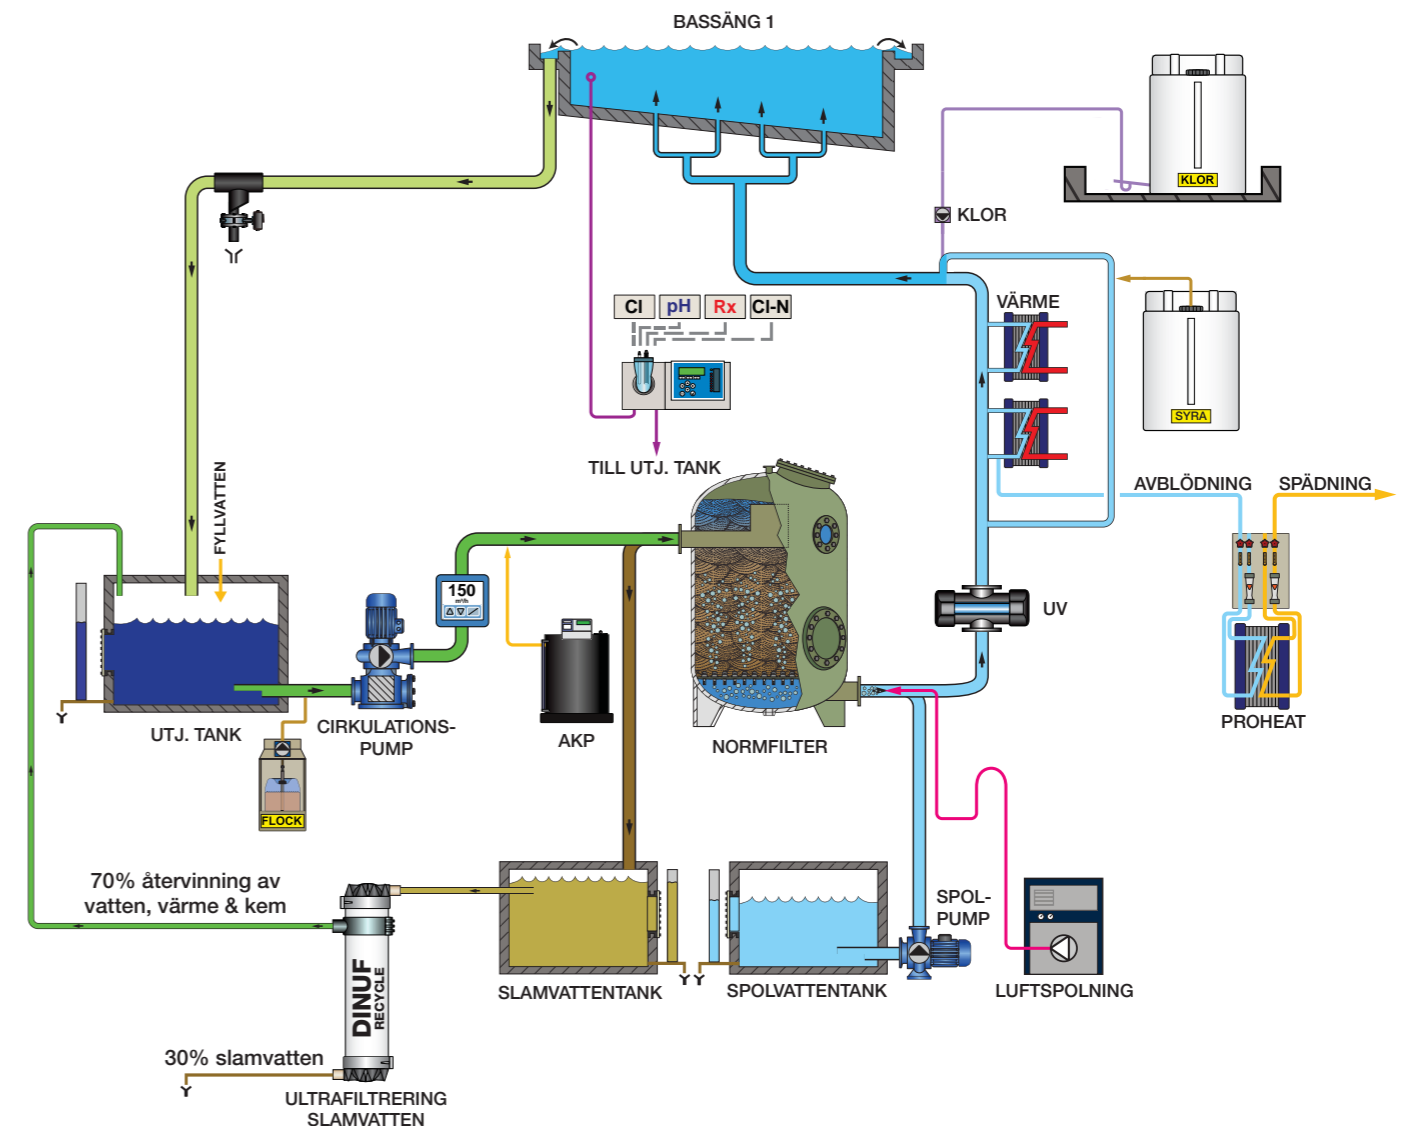 BASSÄNG 1
KLOR
KLOR
Cl pH Rx Cl-N
VÄRME
SYRA
TILL UTJ. TANK
AVBLÖDNING
SPÄDNING
FYLLVATTEN
150
m³/h
UV
UTJ. TANK
CIRKULATIONS-
PUMP
AKP
NORMFILTER
PROHEAT
FLOCK
70% återvinning av
vatten, värme & kem
SPOL-
PUMP
DINUF
RECYCLE
SLAMVATTENTANK
SPOLVATTENTANK
LUFTSPOLNING
30% slamvatten
ULTRAFILTRERING
SLAMVATTEN